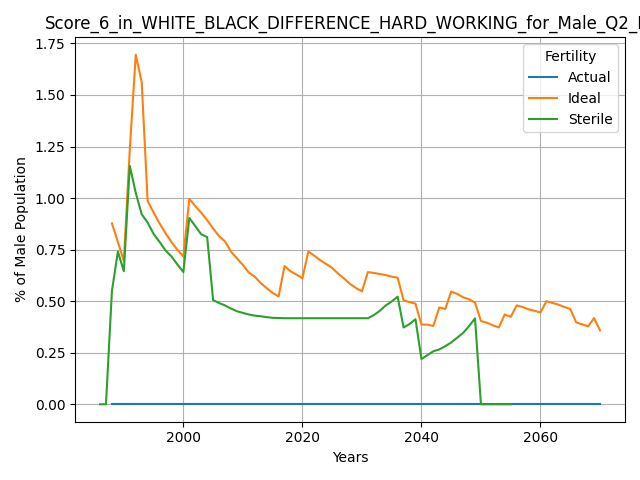 Score_6_in_WHITE_BLACK_DIFFERENCE_HARD_WORKING_for_Male_Q2_
Fertility
Actual
Ideal
Sterile
% of Male Population
1.75
1.50
1.25
1.00
0.75
0.50
0.25
0.00
2000 2020 2040 2060
Years